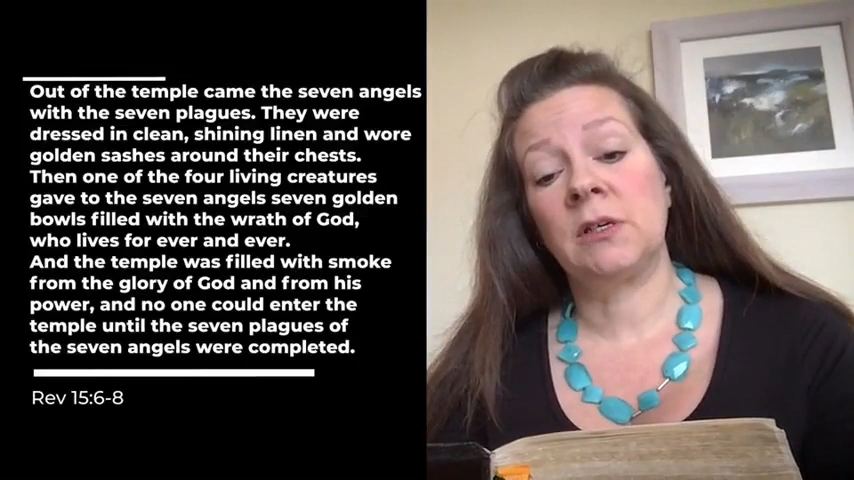 Out of the temple came the seven angels
with the seven plagues. They were
dressed in clean, shining linen and wore
golden sashes around their chests.
Then one of the four living creatures
gave to the seven angels seven golden
bowls filled with the wrath of God,
who lives for ever and ever.
And the temple was filled with smoke
from the glory of God and from his
power, and no one could enter the
temple until the seven plagues of
the seven angels were completed.
Rev 15:6-8